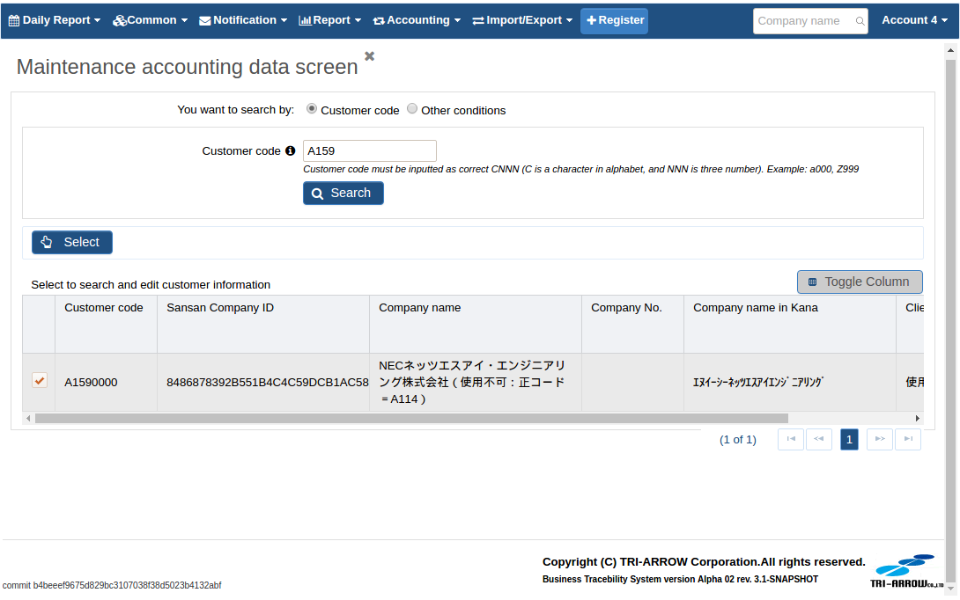 Daily Report Common Notification Report Accounting Import/Export Register Company name Account 4
Maintenance accounting data screen
You want to search by: Customer code Other conditions
Customer code A159
Customer code must be inputted as correct CNNN (C is a character in alphabet, and NNN is three number). Example: a000, Z999
Search
Select
Select to search and edit customer information Toggle Column
Customer code Sansan Company ID Company name Company No. Company name in Kana Clie
NECネッツエスアイ・エンジニアリ
A1590000 8486878392B551B4C4C59DCB1AC58 ング株式会社（使用不可：正コード ｴﾇｲｰｼｰﾈｯﾂｴｽｱｲｴﾝｼﾞﾆｱﾘﾝｸﾞ 使用
＝A114）
(1 of 1) 1
Copyright (C) TRI-ARROW Corporation.All rights reserved.
Business Tracebility System version Alpha 02 rev. 3.1-SNAPSHOT
TRI-ARROW Co.,LTD
commit b4beeef9675d829bc3107038f38d5023b4132abf